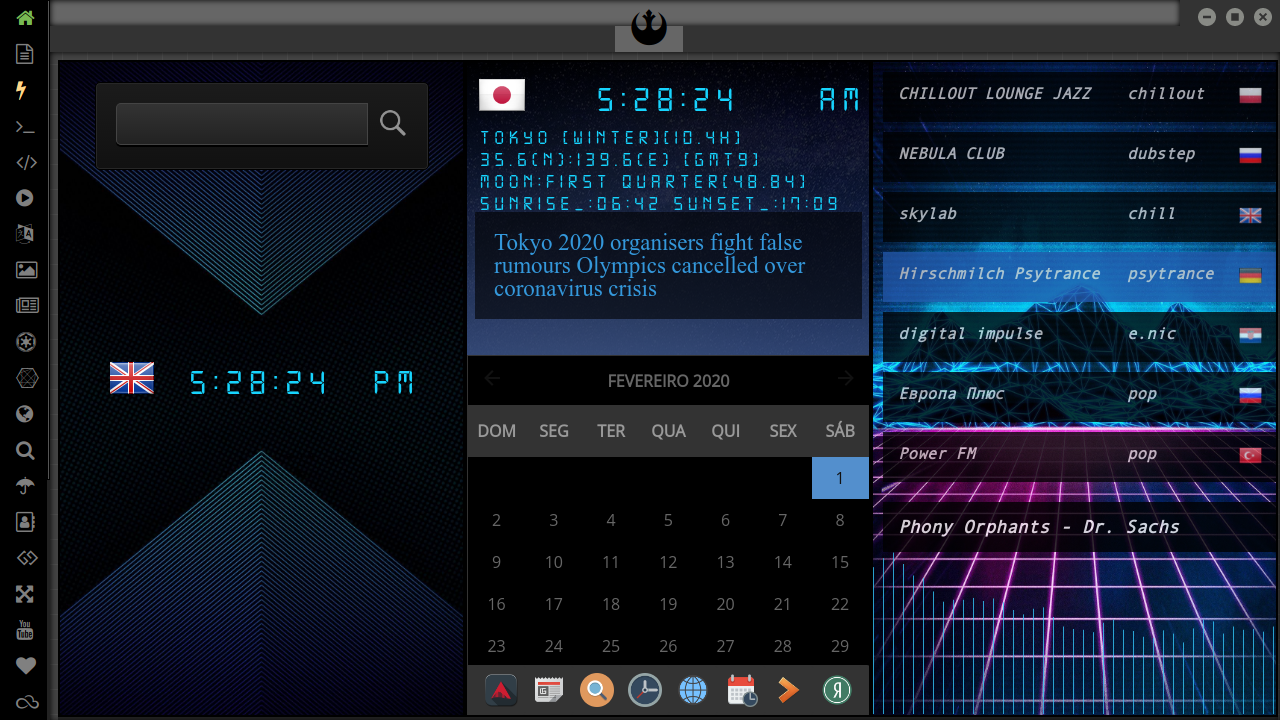 5:28:24 AM
TOKYO [WINTER][10.4H]
35.6(N):139.6(E) [GMT9]
MOON:FIRST QUARTER[48.84]
SUNRISE_:06:42 SUNSET_:17:09
Tokyo 2020 organisers fight false
rumours Olympics cancelled over
coronavirus crisis
5:28:24 PM
FEVEREIRO 2020
DOM SEG TER QUA QUI SEX SÁB
1
2 3 4 5 6 7 8
9 10 11 12 13 14 15
16 17 18 19 20 21 22
23 24 25 26 27 28 29
CHILLOUT LOUNGE JAZZ chillout
NEBULA CLUB dubstep
skylab chill
Hirschmilch Psytrance psytrance
digital impulse e.nic
Европа Плюс pop
Power FM pop
Phony Orphants - Dr. Sachs
You
Tube
Я